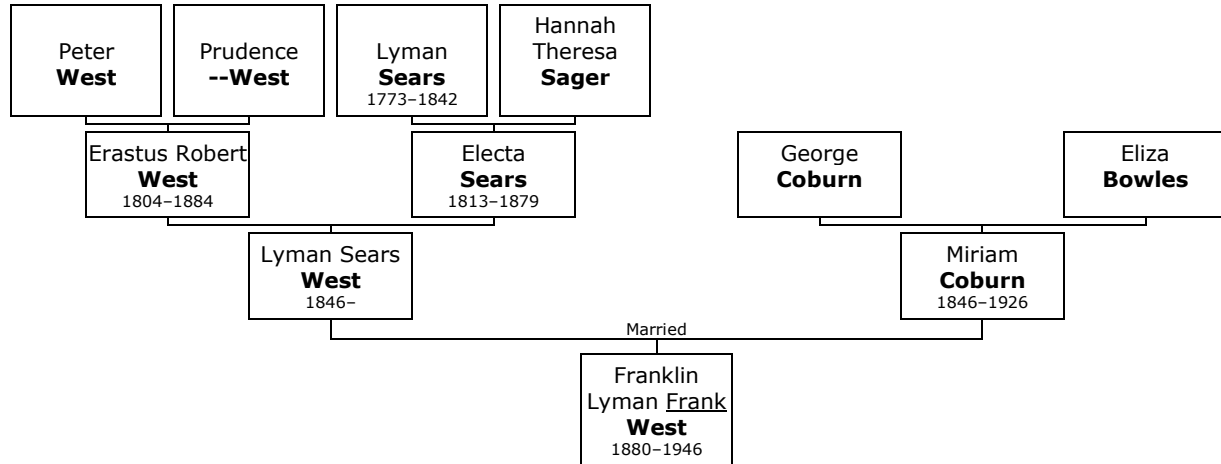 Peter
West
Prudence
--West
Lyman
Sears
1773–1842
Hannah
Theresa
Sager
Erastus Robert
West
1804–1884
Electa
Sears
1813–1879
George
Coburn
Eliza
Bowles
Lyman Sears
West
1846–
Miriam
Coburn
1846–1926
Married
Franklin
Lyman Frank
West
1880–1946